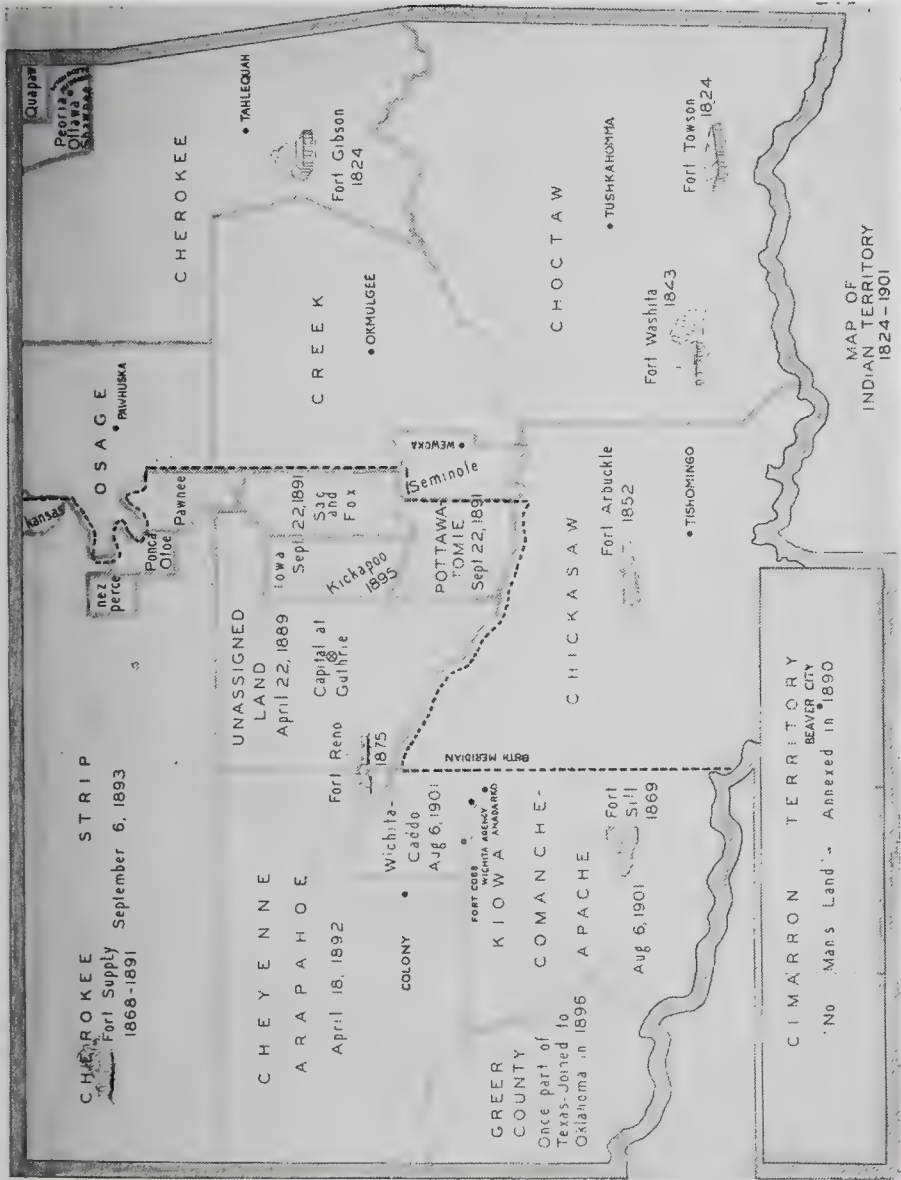 CHEROKEE STRIP
Fort Supply
1868-1891
September 6, 1893
kansas
nez
perce
OSAGE
PAWHUSKA
Ponca
Otoe
Pawnee
CHEROKEE
TAHLEQUAH
Quapaw
Peoria
Ottawa
Shawnee
CHEYENNE
ARAPAHOE
April 18, 1892
UNASSIGNED
LAND
April 22, 1889
Capital at
Guthrie
Iowa
Sept. 22, 1891
Sac
and
Fox
Kickapoo
1895
Fort Reno
1875
CREEK
OKMULGEE
Fort Gibson
1824
Wichita-
Caddo
Aug 6, 1901
COLONY
POTTAWA-
TOMIE
Sept 22, 1891
Seminole
WEWOKA
FORT COBB
WICHITA AGENCY
ANADARKO
98TH MERIDIAN
GREER
COUNTY
Once part of
Texas-Joined to
Oklahoma in 1896
KIOWA
COMANCHE-
APACHE
Aug 6, 1901
Fort
Sill
1869
CHICKASAW
Fort Arbuckle
1852
TISHOMINGO
CHOCTAW
TUSHKAHOMMA
Fort Washita
1843
Fort Towson
1824
CIMARRON TERRITORY
BEAVER CITY
'No Mans Land'- Annexed in 1890
MAP OF
INDIAN TERRITORY
1824-1901